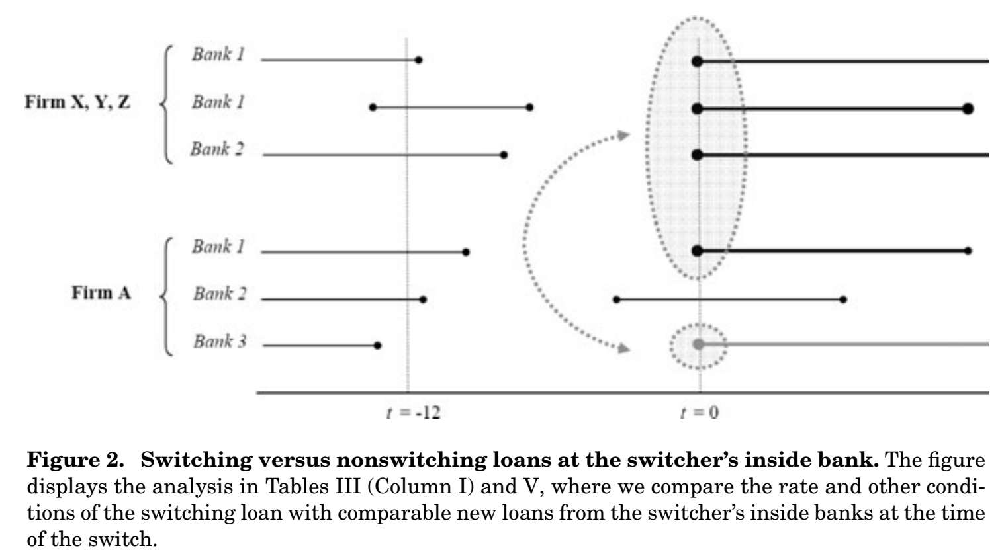 Bank 1
Firm X, Y, Z
Bank 1
Bank 2
Bank 1
Firm A
Bank 2
Bank 3
t = -12
t = 0
Figure 2. Switching versus nonswitching loans at the switcher’s inside bank. The figure
displays the analysis in Tables III (Column I) and V, where we compare the rate and other condi-
tions of the switching loan with comparable new loans from the switcher’s inside banks at the time
of the switch.